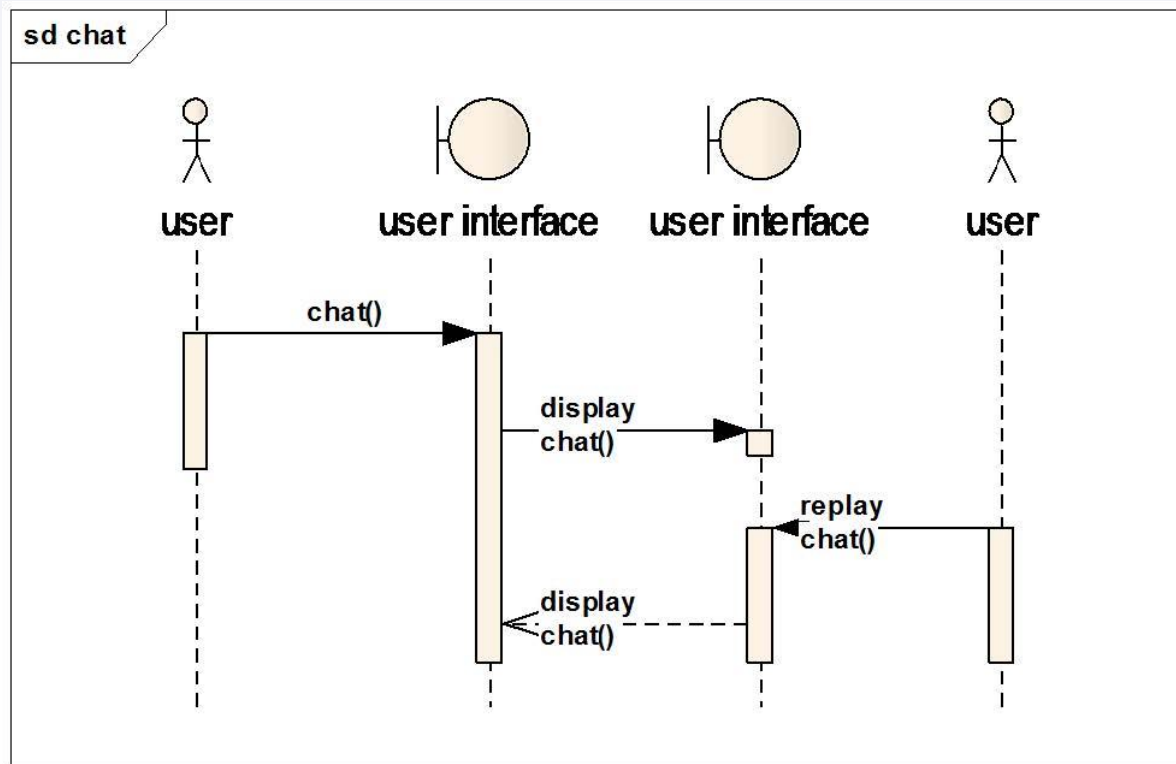 sd chat
user
user interface
user interface
user
chat()
display
chat()
replay
chat()
display
chat()